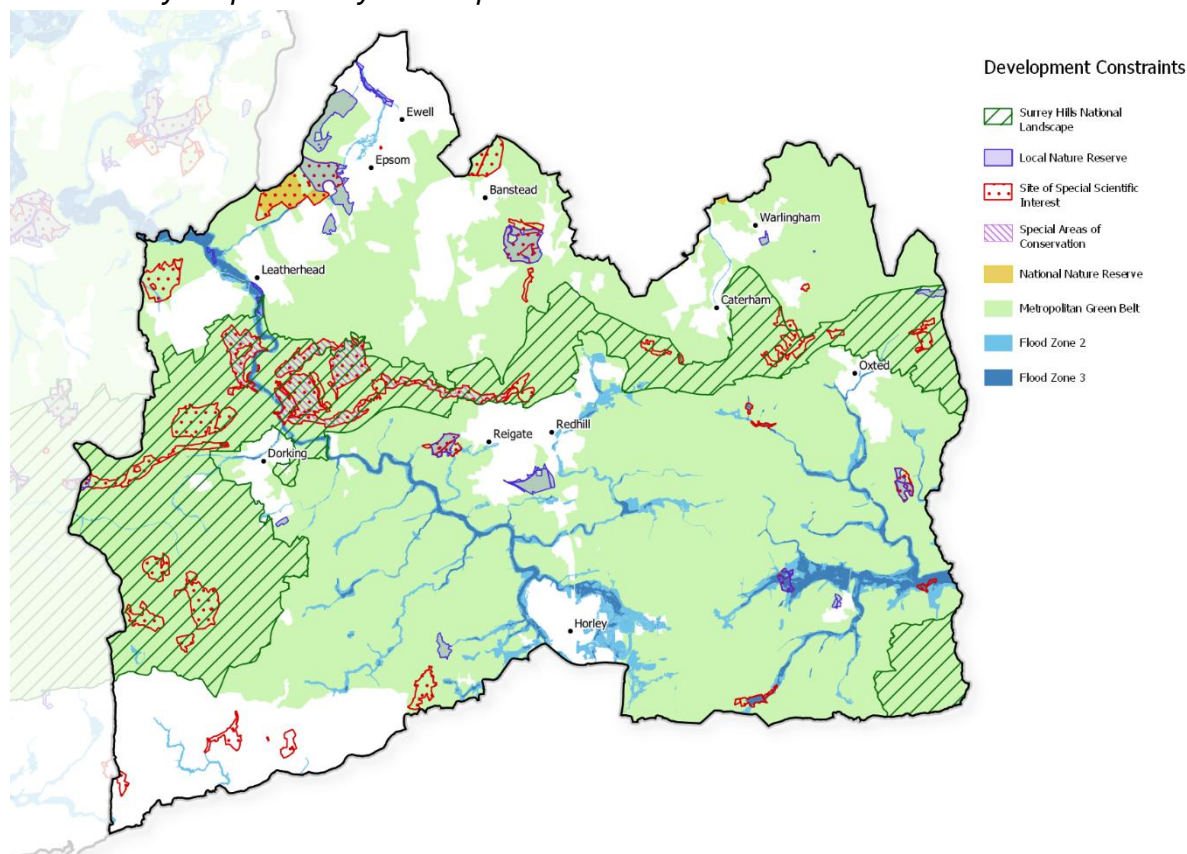 Development Constraints
Surrey Hills National
Landscape
Local Nature Reserve
Site of Special Scientific
Interest
Special Areas of
Conservation
National Nature Reserve
Metropolitan Green Belt
Flood Zone 2
Flood Zone 3
Ewell
Epsom
Banstead
Warlingham
Leatherhead
Caterham
Oxted
Redhill
Reigate
Dorking
Horley